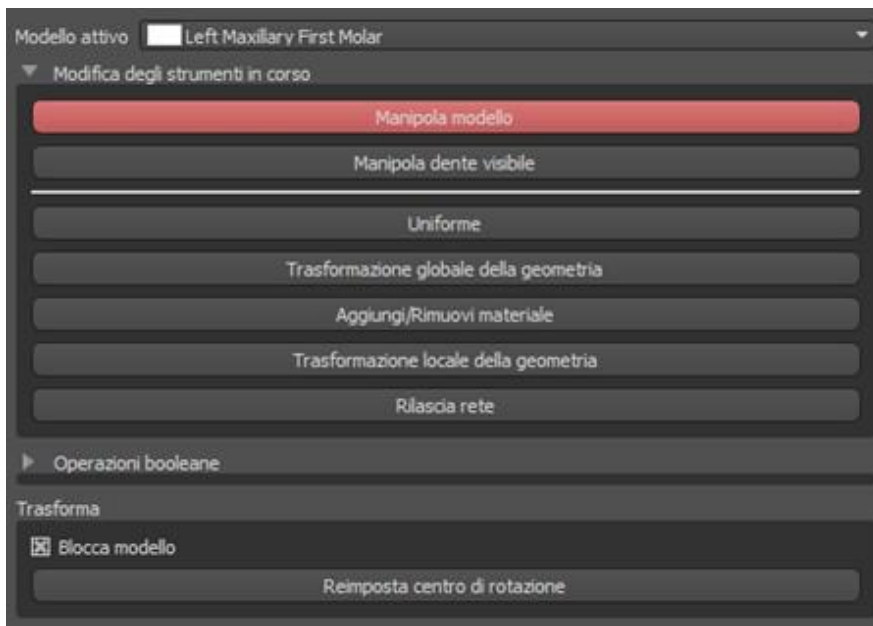 Modello attivo Left Maxillary First Molar
Modifica degli strumenti in corso
Manipola modello
Manipola dente visibile
Uniforme
Trasformazione globale della geometria
Aggiungi/Rimuovi materiale
Trasformazione locale della geometria
Rilascia rete
Operazioni booleane
Trasforma
Blocca modello
Reimposta centro di rotazione